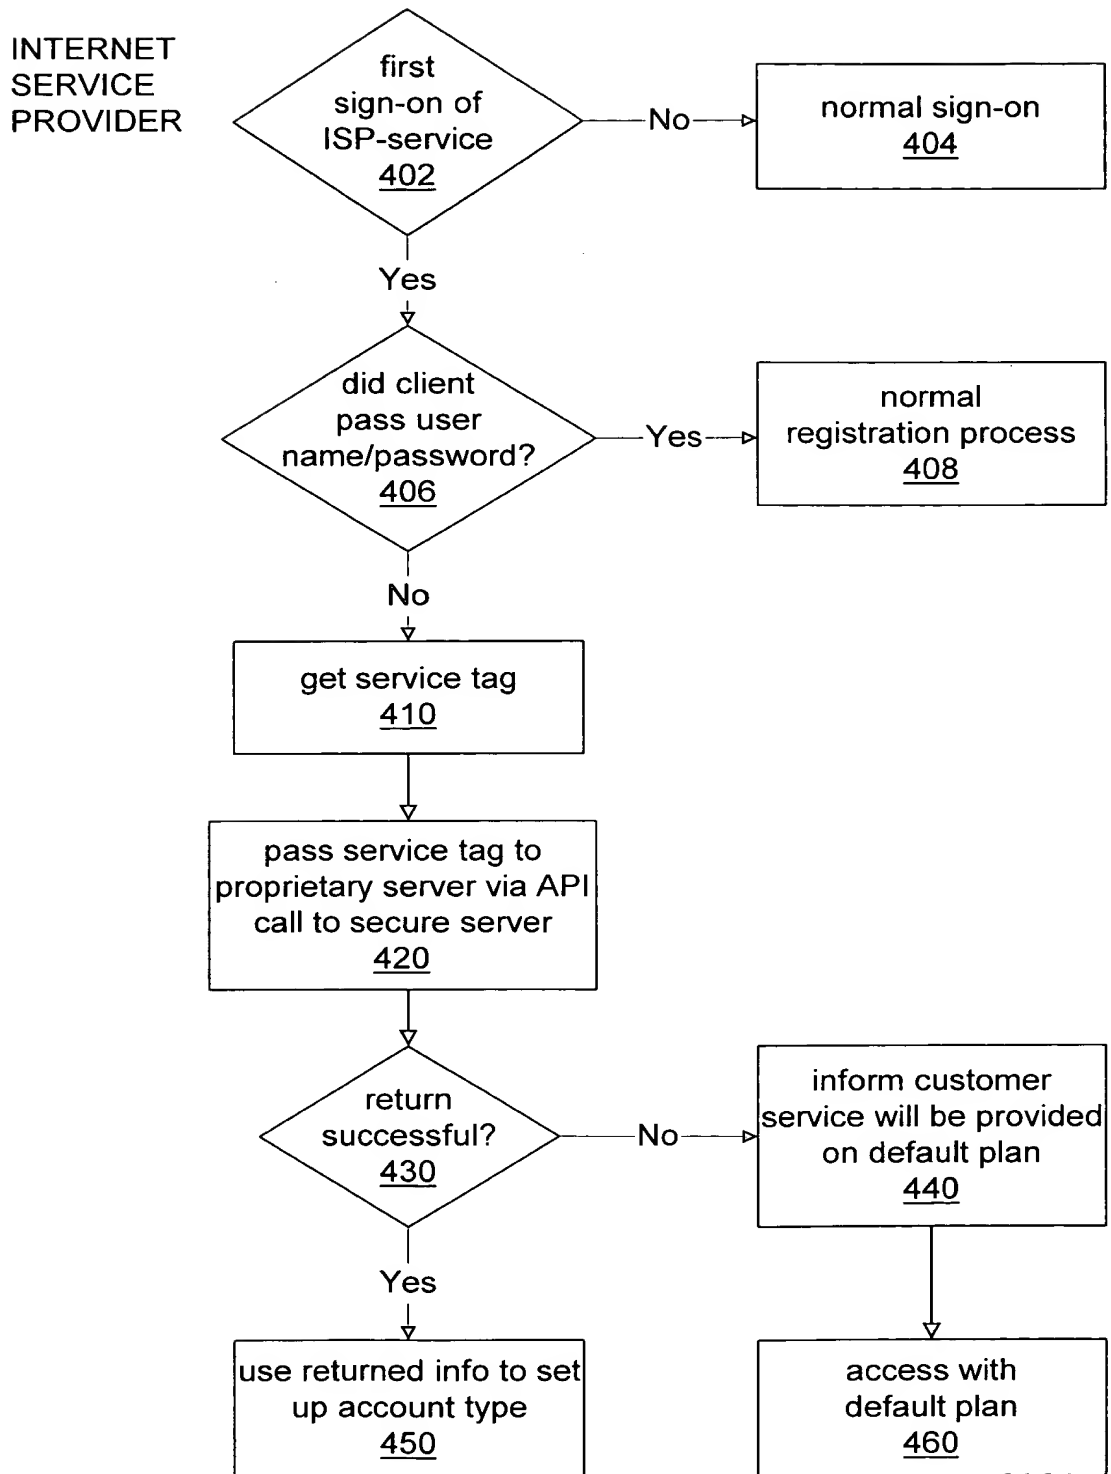 INTERNET
SERVICE
PROVIDER
first
sign-on of
ISP-service
402
No
normal sign-on
404
Yes
did client
pass user
name/password?
406
Yes
normal
registration process
408
No
get service tag
410
pass service tag to
proprietary server via API
call to secure server
420
return
successful?
430
No
inform customer
service will be provided
on default plan
440
Yes
use returned info to set
up account type
450
access with
default plan
460